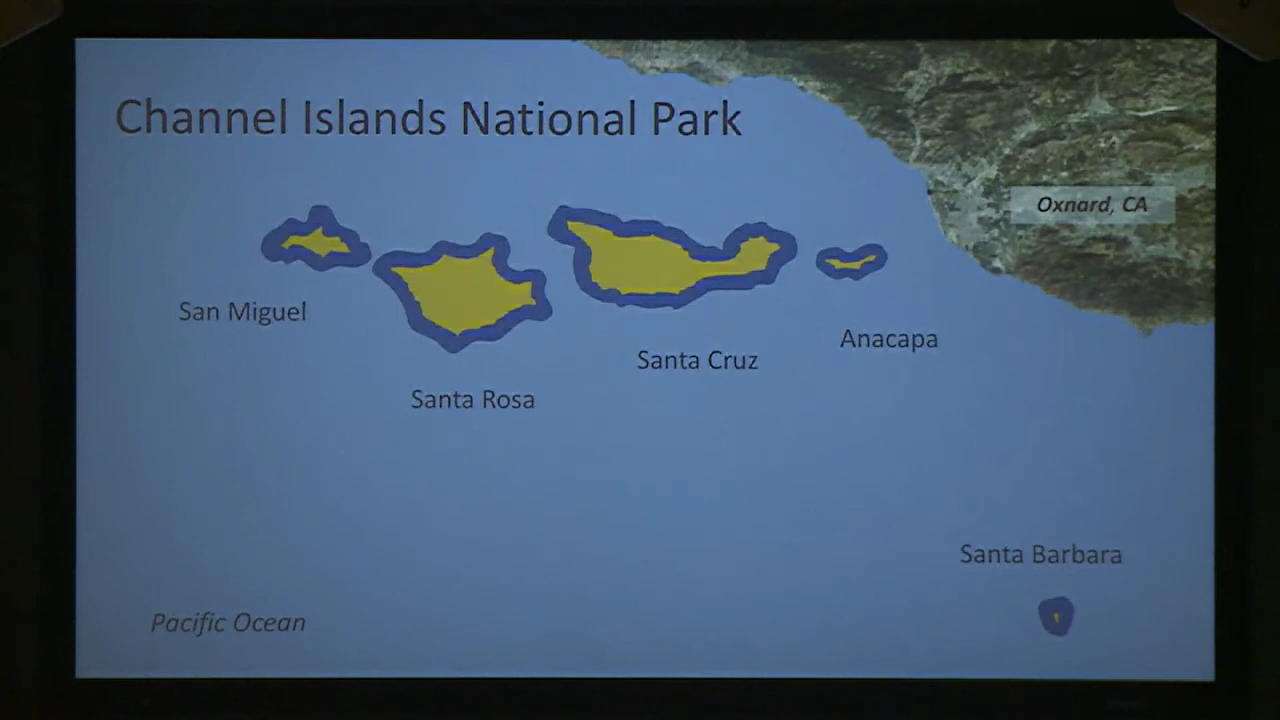 Channel Islands National Park
Oxnard, CA
San Miguel
Anacapa
Santa Cruz
Santa Rosa
Santa Barbara
Pacific Ocean